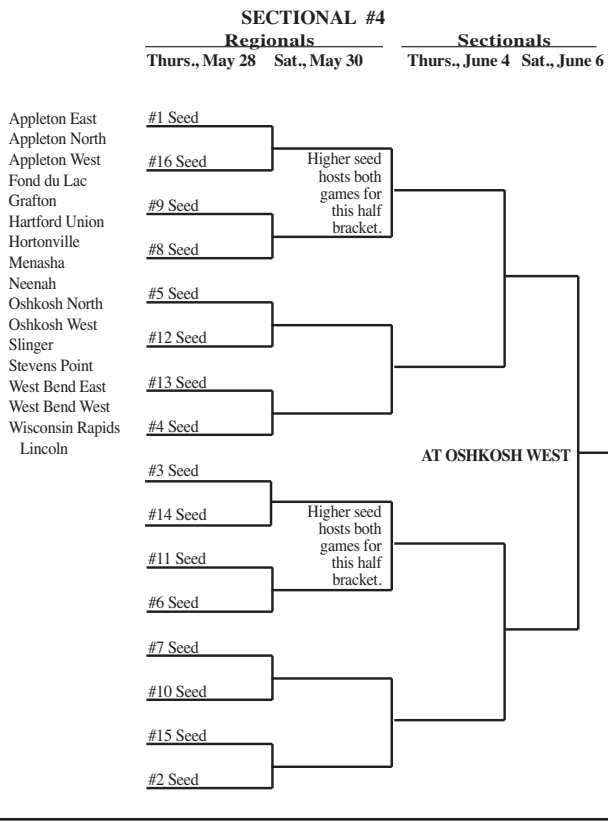 SECTIONAL #4
Regionals
Sectionals
Thurs., May 28 Sat., May 30
Thurs., June 4 Sat., June 6
Appleton East
Appleton North
Appleton West
Fond du Lac
Grafton
Hartford Union
Hortonville
Menasha
Neenah
Oshkosh North
Oshkosh West
Slinger
Stevens Point
West Bend East
West Bend West
Wisconsin Rapids
Lincoln
#1 Seed
#16 Seed
#9 Seed
#8 Seed
#5 Seed
#12 Seed
#13 Seed
#4 Seed
#3 Seed
#14 Seed
#11 Seed
#6 Seed
#7 Seed
#10 Seed
#15 Seed
#2 Seed
Higher seed
hosts both
games for
this half
bracket.
Higher seed
hosts both
games for
this half
bracket.
AT OSHKOSH WEST